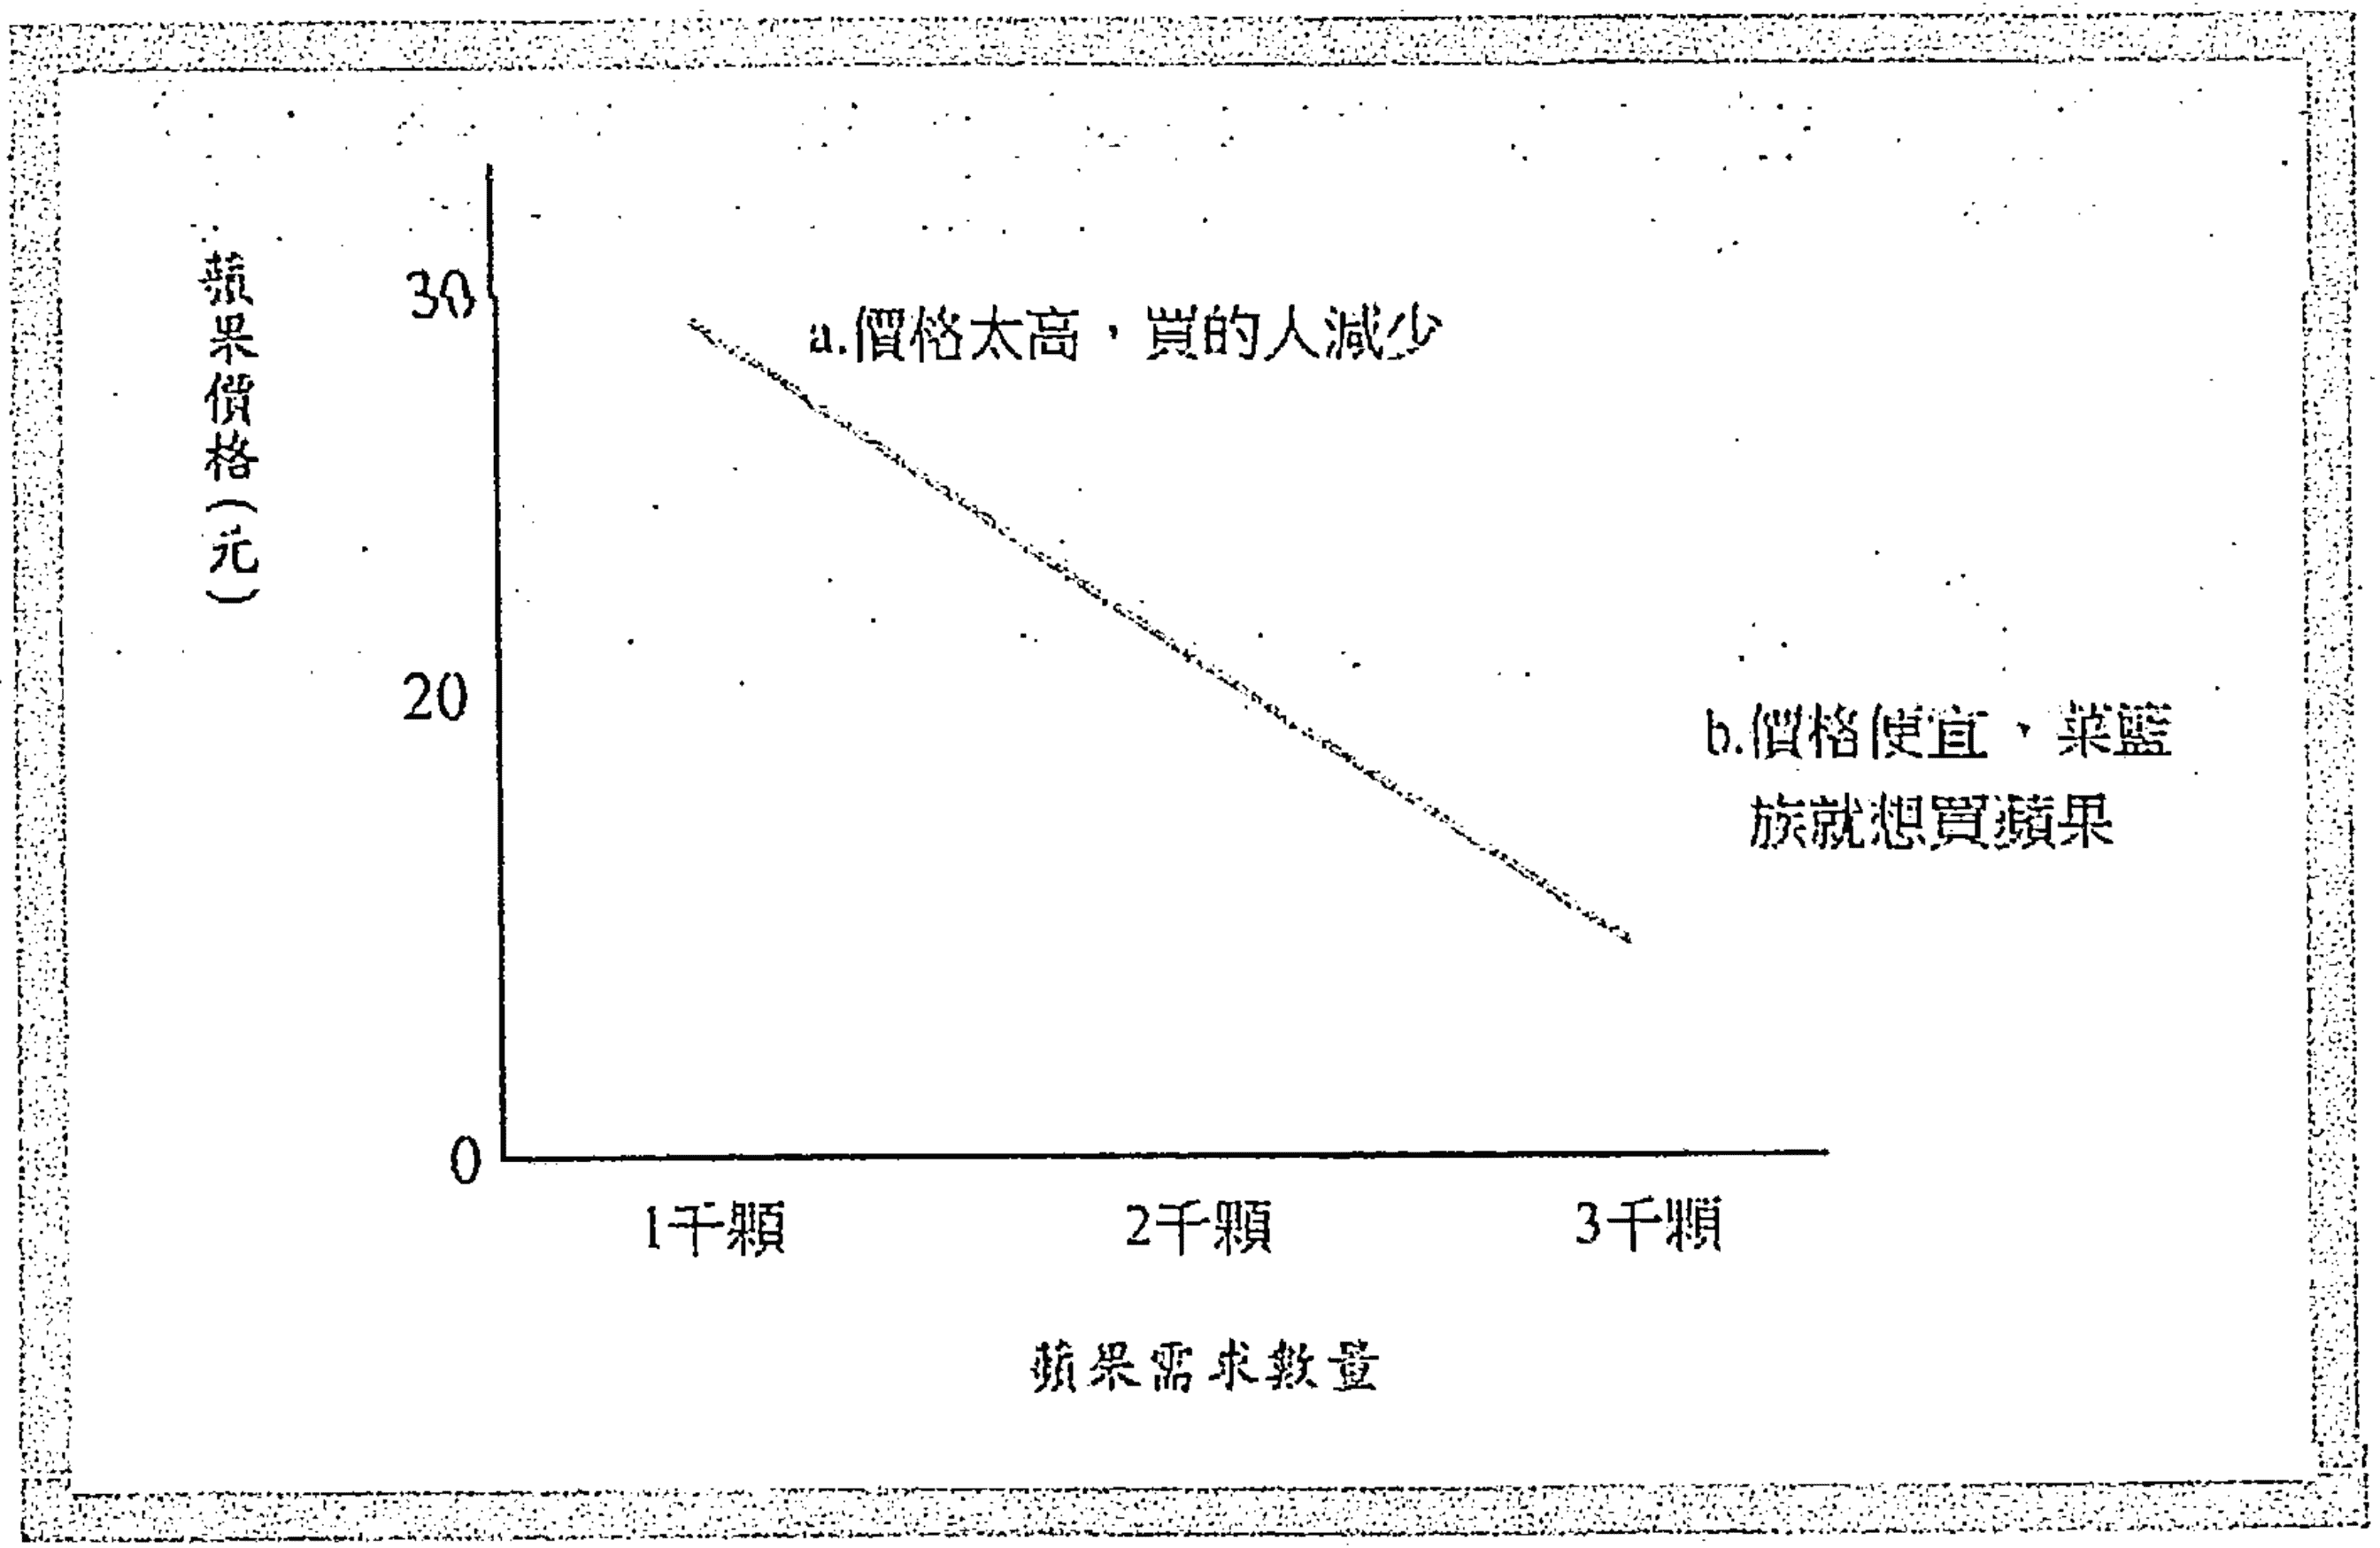 蘋果價格(元)
30
a.價格太高，買的人減少
20
b.價格便宜，菜籃
族就想買蘋果
0
1千顆
2千顆
3千顆
蘋果需求數量